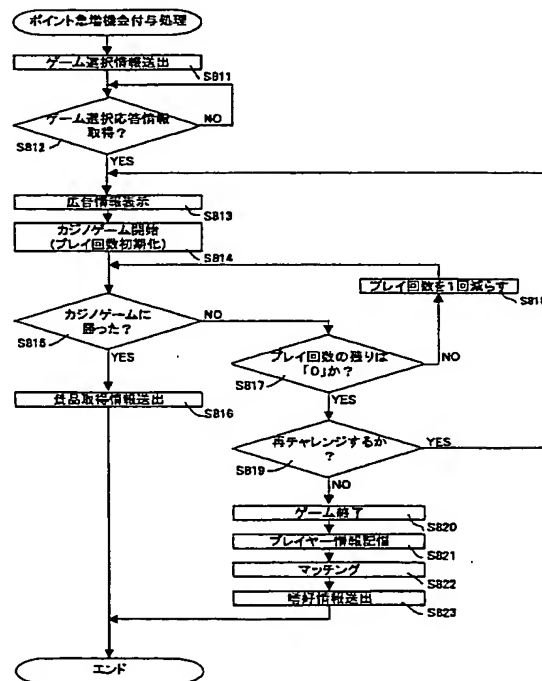 ポイント急増機会付与処理
ゲーム選択情報送出
S811
ゲーム選択応答情報
取得?
NO
S812
YES
広告情報表示
S813
カジノゲーム開始
(プレイ回数初期化)
S814
プレイ回数を1回減らす
S818
カジノゲームに
勝った?
NO
S815
YES
プレイ回数の残りは
「0」か?
NO
S817
YES
景品取得情報送出
S816
再チャレンジするか
?
YES
S819
NO
ゲーム終了
S820
プレイヤー情報記憶
S821
マッチング
S822
嗜好情報送出
S823
エンド